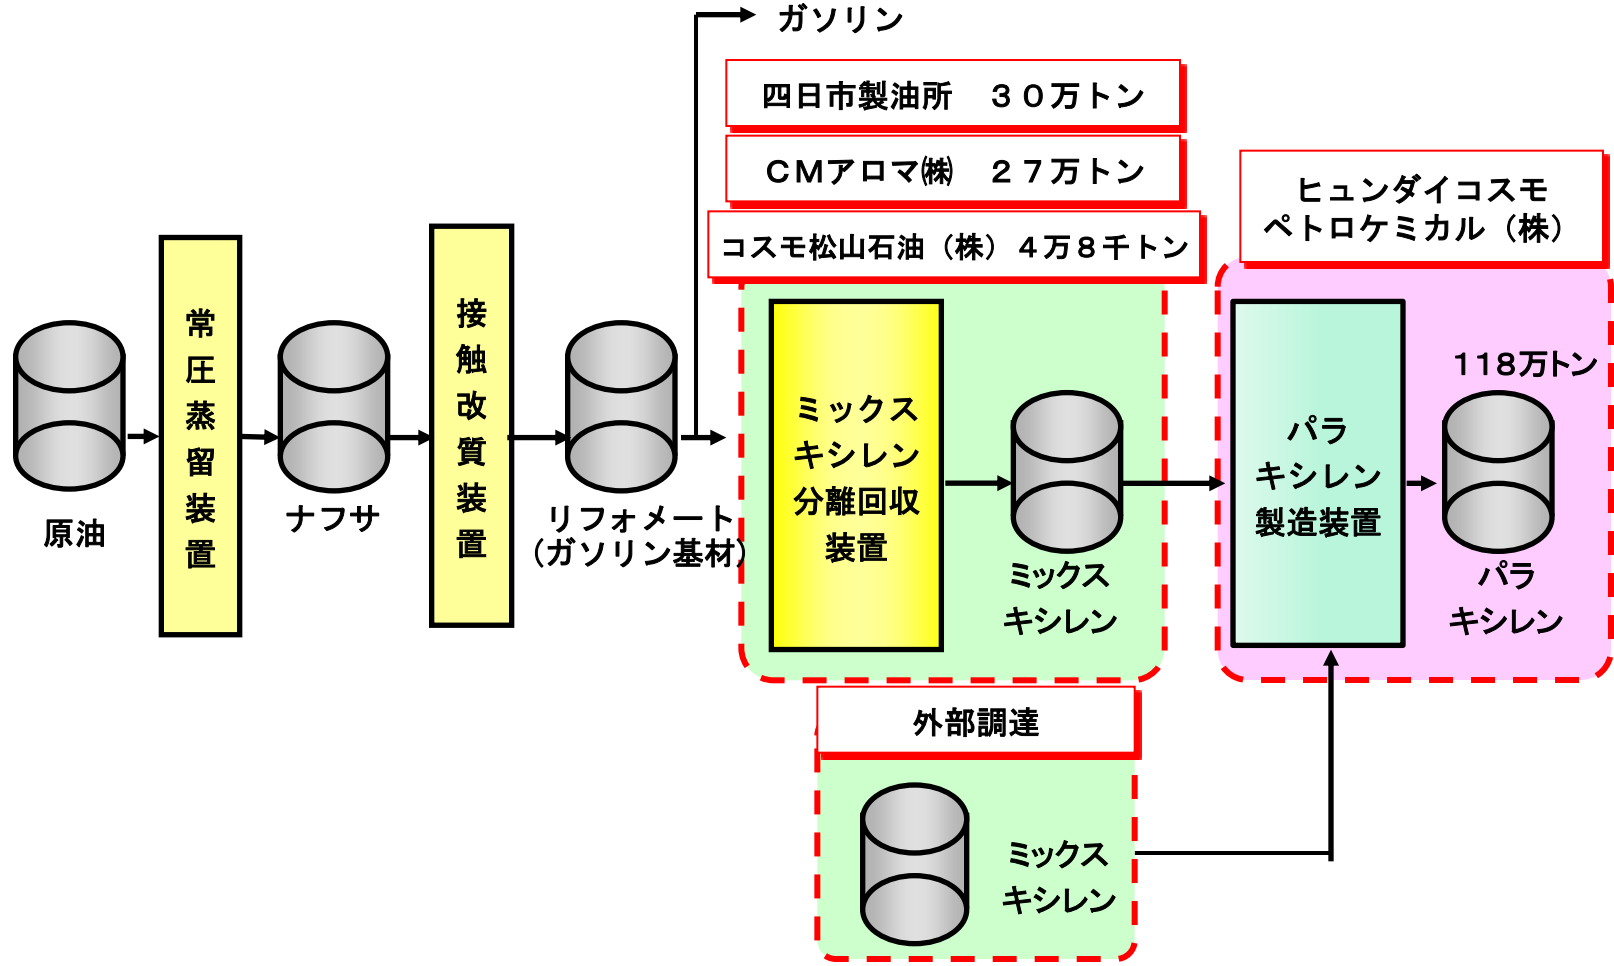 ガソリン
四日市製油所　３０万トン
ＣＭアロマ㈱　２７万トン
コスモ松山石油（株）４万８千トン
ヒュンダイコスモ
ペトロケミカル（株）
原油
常
圧
蒸
留
装
置
ナフサ
接
触
改
質
装
置
リフォメート
（ガソリン基材）
ミックス
キシレン
分離回収
装置
ミックス
キシレン
パラ
キシレン
製造装置
118万トン
パラ
キシレン
外部調達
ミックス
キシレン